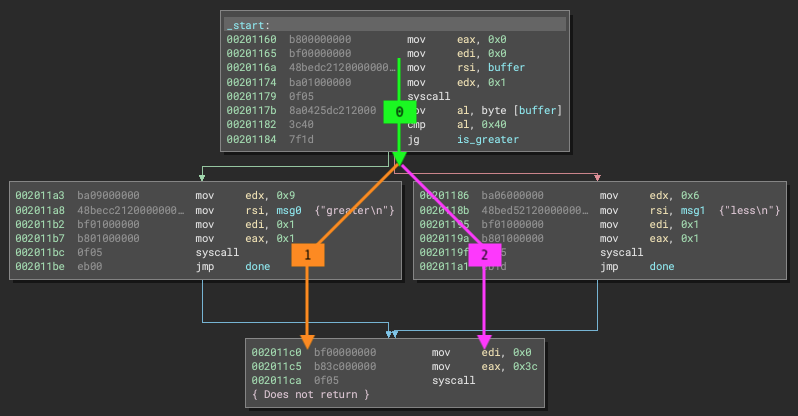 _start:
00201160 b800000000 mov eax, 0x0
00201165 bf00000000 mov edi, 0x0
0020116a 48bedc2120000000… mov rsi, buffer
00201174 ba01000000 mov edx, 0x1
00201179 0f05 syscall
0020117b 8a0425dc212000 al, byte [buffer]
00201182 3c40 cmp al, 0x40
00201184 7f1d jg is_greater
0
002011a3 ba09000000 mov edx, 0x9
002011a8 48becc2120000000… mov rsi, msg0 {"greater\n"}
002011b2 bf01000000 mov edi, 0x1
002011b7 b801000000 mov eax, 0x1
002011bc 0f05 syscall
002011be eb00 jmp done
1
00201186 ba06000000 mov edx, 0x6
0020118b 48bed52120000000… mov rsi, msg1 {"less\n"}
00201195 bf01000000 mov edi, 0x1
0020119a b801000000 mov eax, 0x1
0020119f syscall
002011a1 jmp done
2
002011c0 bf00000000 mov edi, 0x0
002011c5 b83c000000 mov eax, 0x3c
002011ca 0f05 syscall
{ Does not return }